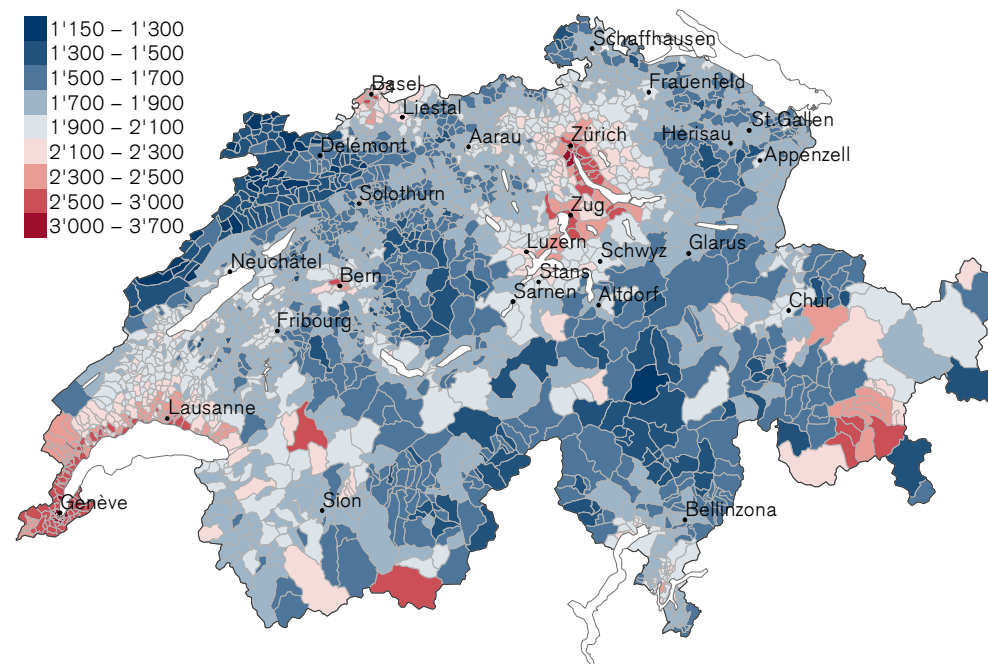 1'150 – 1'300
1'300 – 1'500
1'500 – 1'700
1'700 – 1'900
1'900 – 2'100
2'100 – 2'300
2'300 – 2'500
2'500 – 3'000
3'000 – 3'700
Schaffhausen
Basel
Frauenfeld
Liestal
St.Gallen
Zürich
Herisau
Aarau
Delémont
Appenzell
Solothurn
Zug
Luzern
Schwyz
Glarus
Neuchâtel
Bern
Stans
Sarnen
Altdorf
Chur
Fribourg
Lausanne
Genève
Sion
Bellinzona